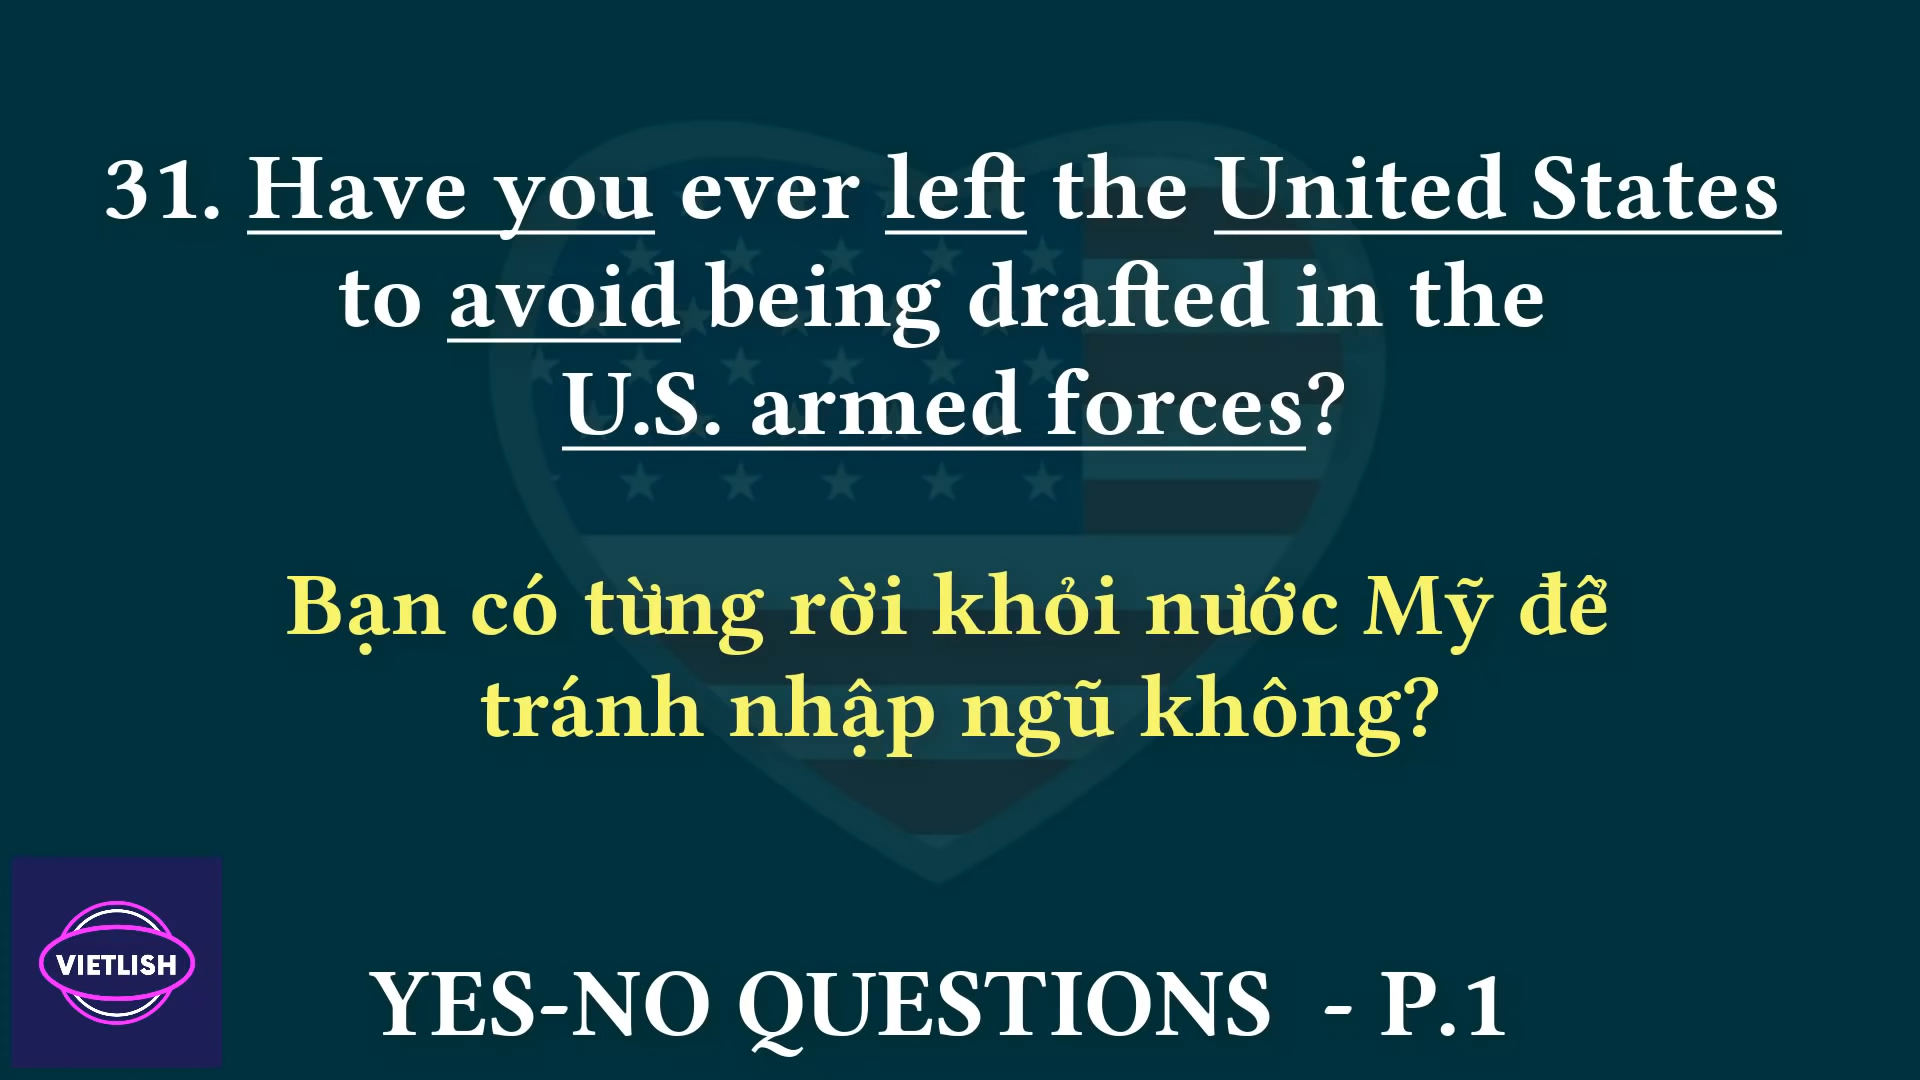 31. Have you ever left the United States
to avoid being drafted in the
U.S. armed forces?
Bạn có từng rời khỏi nước Mỹ để
tránh nhập ngũ không?
VIETLISH
YES-NO QUESTIONS - P.1